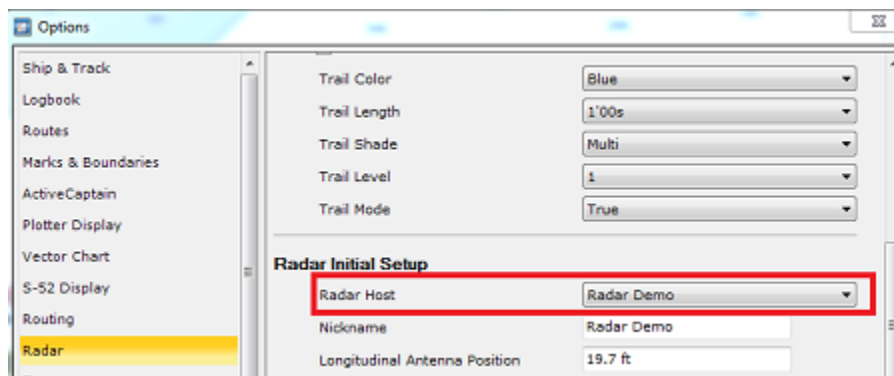 Options
Ship & Track
Logbook
Routes
Marks & Boundaries
ActiveCaptain
Plotter Display
Vector Chart
S-52 Display
Routing
Radar
Trail Color Blue
Trail Length 1'00s
Trail Shade Multi
Trail Level 1
Trail Mode True
Radar Initial Setup
Radar Host Radar Demo
Nickname Radar Demo
Longitudinal Antenna Position 19.7 ft